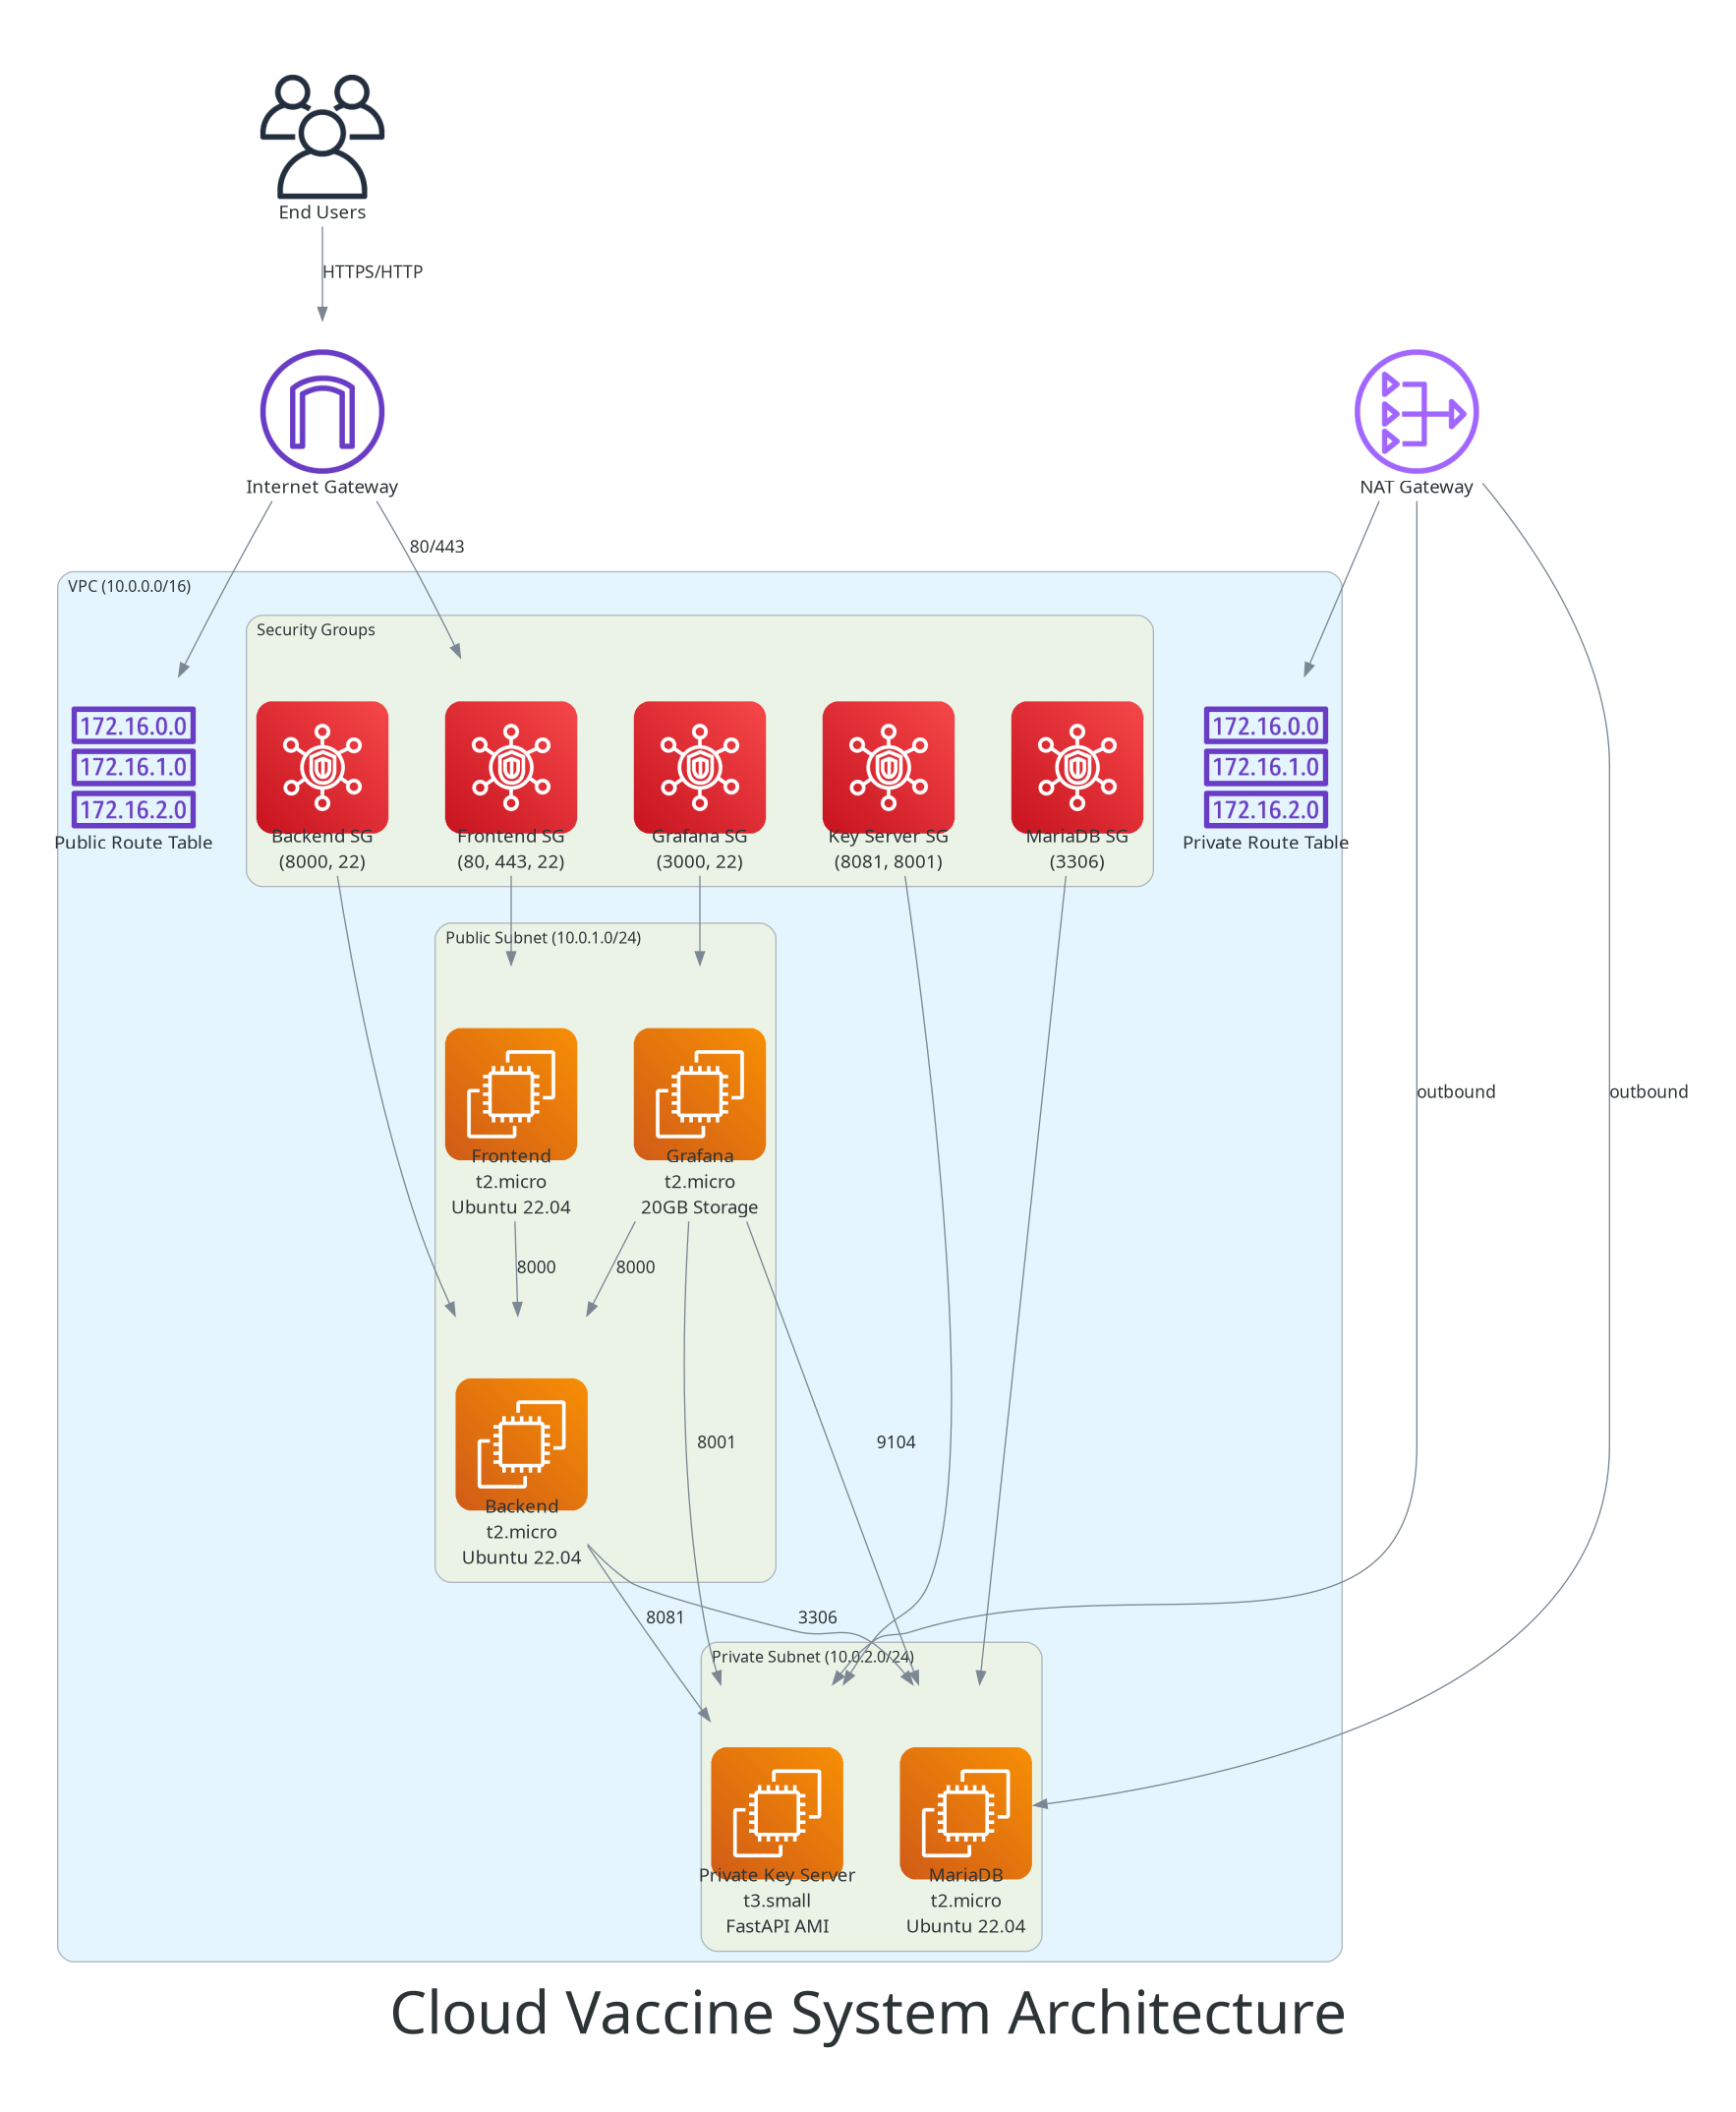 End Users
HTTPS/HTTP
Internet Gateway
NAT Gateway
80/443
VPC (10.0.0.0/16)
Security Groups
172.16.0.0
172.16.1.0
172.16.2.0
Public Route Table
Backend SG
(8000, 22)
Frontend SG
(80, 443, 22)
Grafana SG
(3000, 22)
Key Server SG
(8081, 8001)
MariaDB SG
(3306)
172.16.0.0
172.16.1.0
172.16.2.0
Private Route Table
Public Subnet (10.0.1.0/24)
Frontend
t2.micro
Ubuntu 22.04
Grafana
t2.micro
20GB Storage
outbound
outbound
8000
8000
8001
9104
Backend
t2.micro
Ubuntu 22.04
8081
3306
Private Subnet (10.0.2.0/24)
Private Key Server
t3.small
FastAPI AMI
MariaDB
t2.micro
Ubuntu 22.04
Cloud Vaccine System Architecture